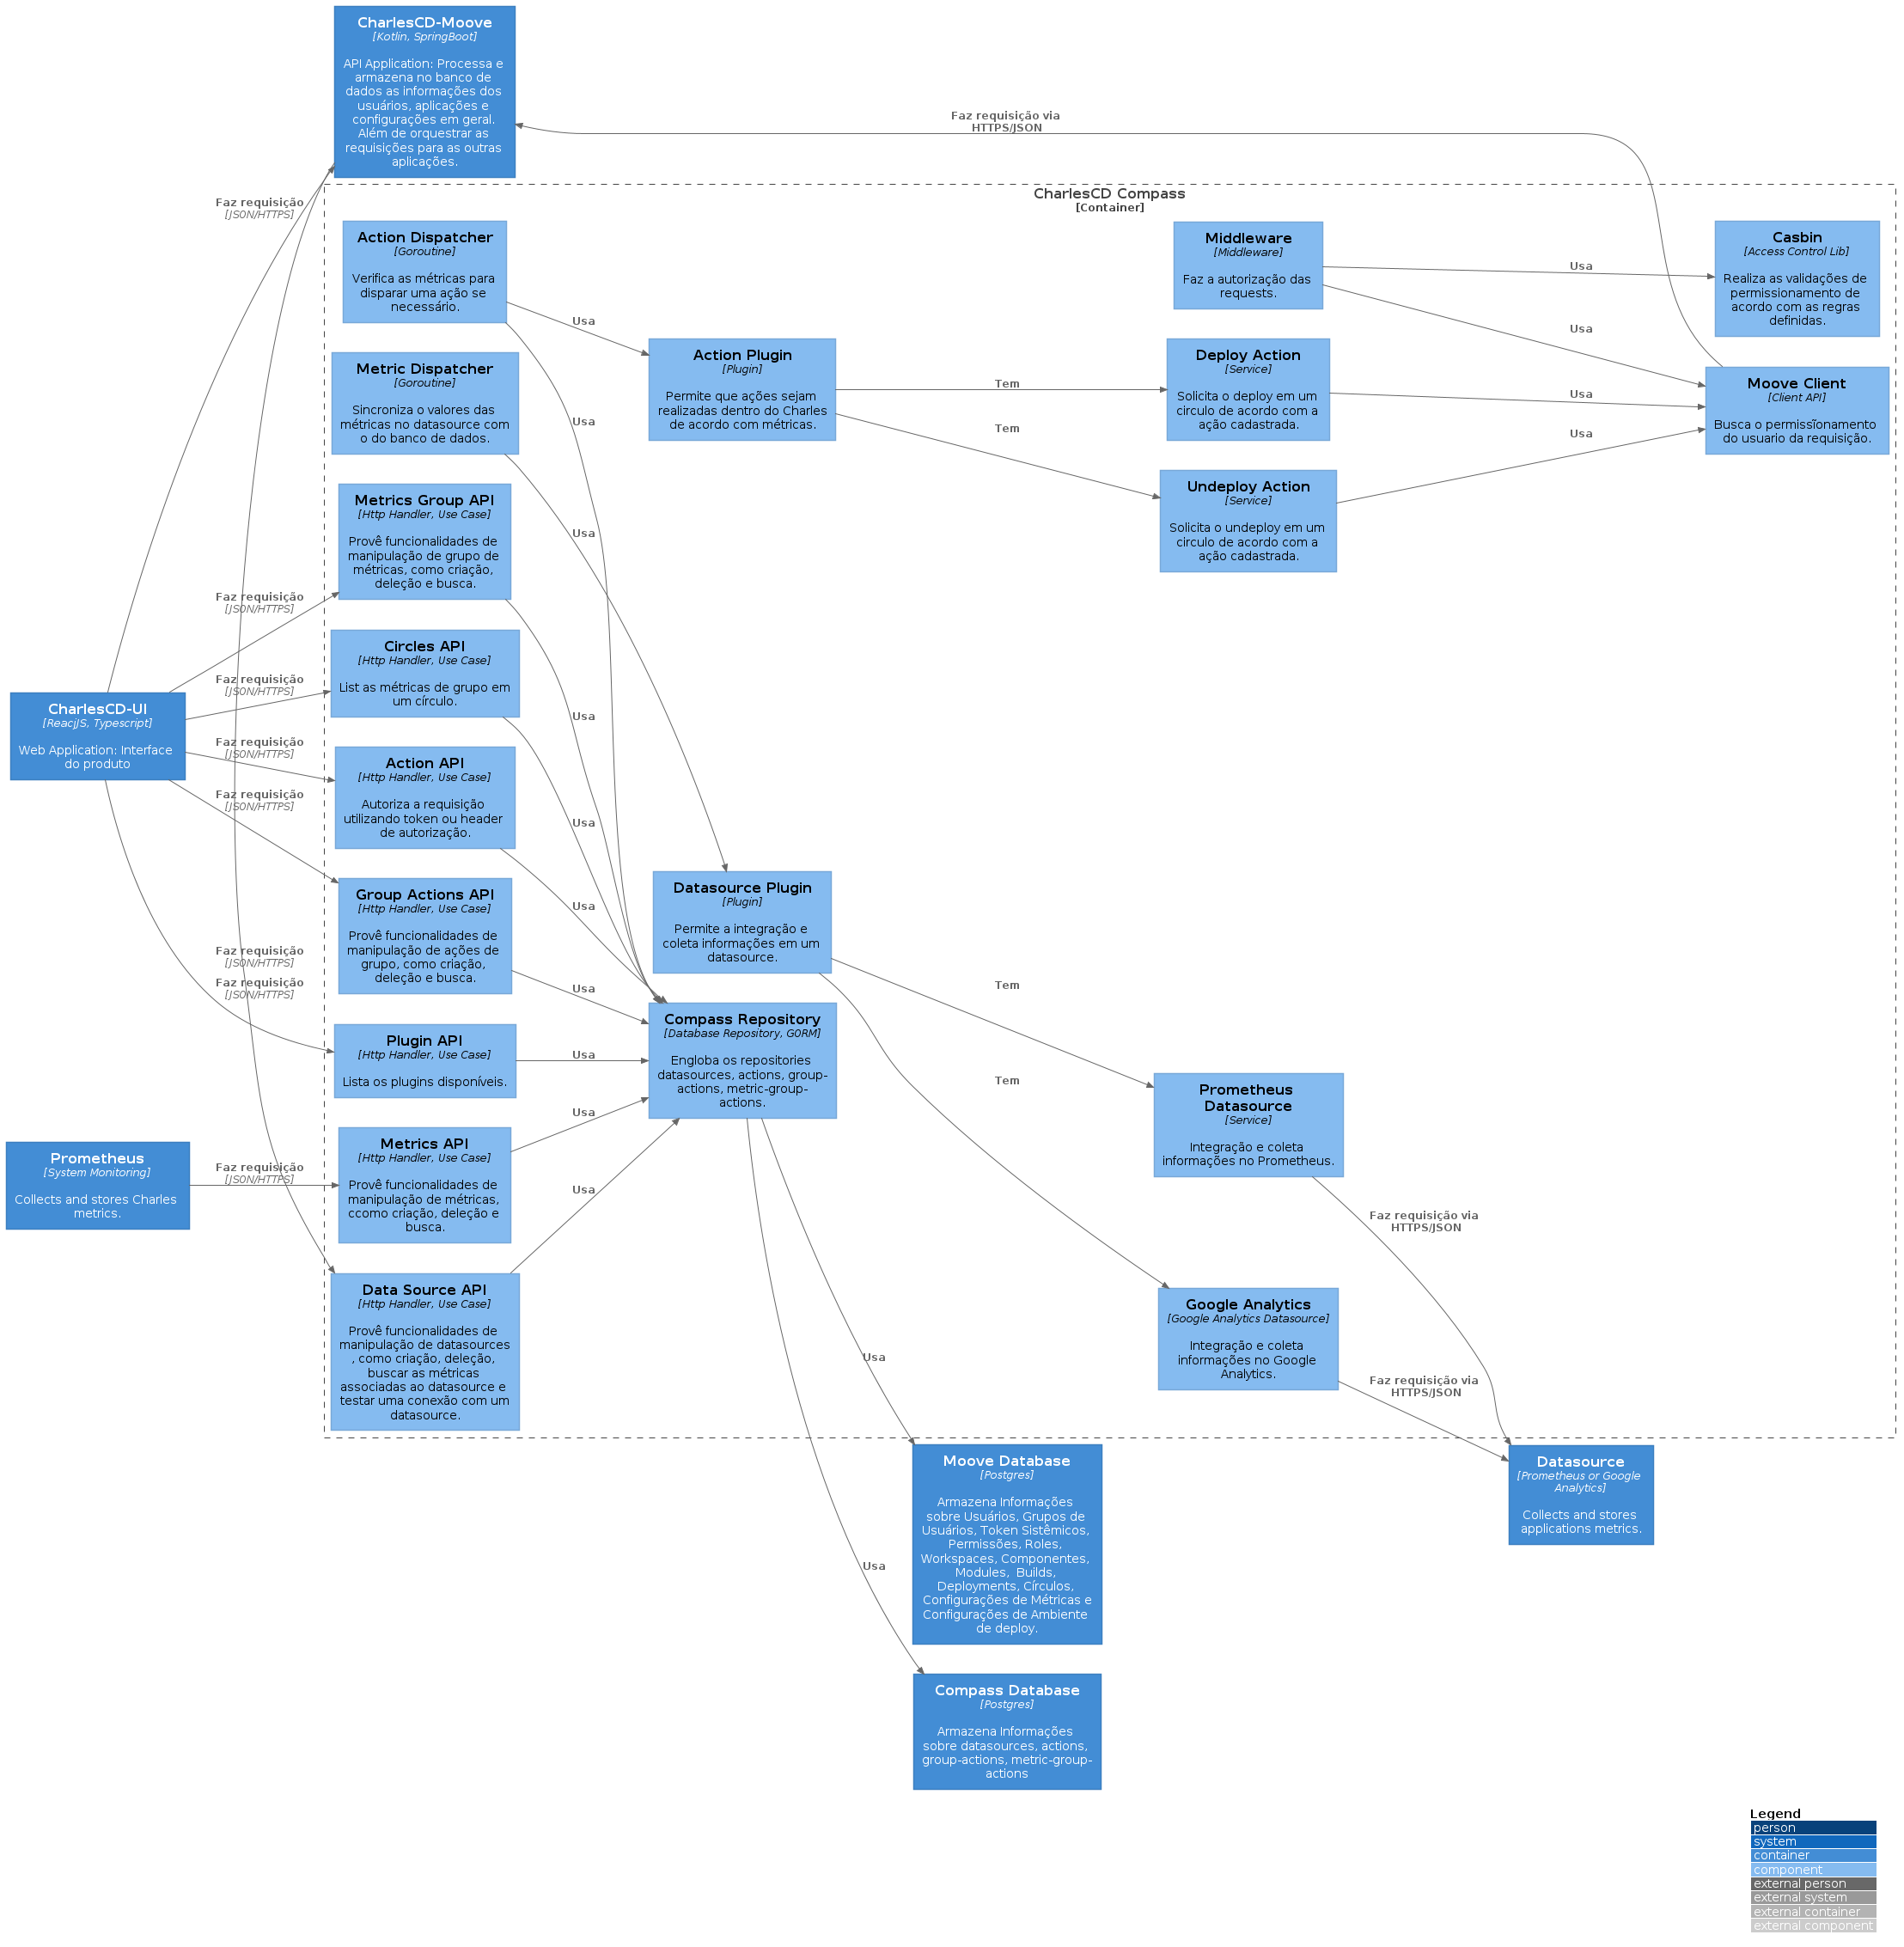 CharlesCD-Moove
[Kotlin, SpringBoot]
API Application: Processa e
armazena no banco de
dados as informações dos
usuários, aplicações e
configurações em geral.
Além de orquestrar as
requisições para as outras
aplicações.
Faz requisição via
HTTPS/JSON
Faz requisição
[JSON/HTTPS]
CharlesCD Compass
[Container]
Action Dispatcher
[Goroutine]
Verifica as métricas para
disparar uma ação se
necessário.
Middleware
[Middleware]
Faz a autorização das
requests.
Casbin
[Access Control Lib]
Realiza as validações de
permissionamento de
acordo com as regras
definidas.
Usa
Usa
Usa
Metric Dispatcher
[Goroutine]
Sincroniza o valores das
métricas no datasource com
o do banco de dados.
Action Plugin
[Plugin]
Permite que ações sejam
realizadas dentro do Charles
de acordo com métricas.
Tem
Tem
Deploy Action
[Service]
Solicita o deploy em um
circulo de acordo com a
ação cadastrada.
Usa
Usa
Moove Client
[Client API]
Busca o permissĩonamento
do usuario da requisição.
Usa
Usa
Undeploy Action
[Service]
Solicita o undeploy em um
circulo de acordo com a
ação cadastrada.
Metrics Group API
[Http Handler, Use Case]
Provê funcionalidades de
manipulação de grupo de
métricas, como criação,
deleção e busca.
Faz requisição
[JSON/HTTPS]
Circles API
[Http Handler, Use Case]
List as métricas de grupo em
um círculo.
Faz requisição
[JSON/HTTPS]
Usa
CharlesCD-UI
[ReacjJS, Typescript]
Web Application: Interface
do produto
Faz requisição
[JSON/HTTPS]
Action API
[Http Handler, Use Case]
Autoriza a requisição
utilizando token ou header
de autorização.
Faz requisição
[JSON/HTTPS]
Usa
Usa
Group Actions API
[Http Handler, Use Case]
Provê funcionalidades de
manipulação de ações de
grupo, como criação,
deleção e busca.
Datasource Plugin
[Plugin]
Permite a integração e
coleta informações em um
datasource.
Faz requisição
[JSON/HTTPS]
Faz requisição
[JSON/HTTPS]
Usa
Tem
Plugin API
[Http Handler, Use Case]
Lista os plugins disponíveis.
Usa
Compass Repository
[Database Repository, GORM]
Engloba os repositories
datasources, actions, group-
actions, metric-group-
actions.
Tem
Prometheus
Datasource
[Service]
Integração e coleta
informações no Prometheus.
Usa
Prometheus
[System Monitoring]
Collects and stores Charles
metrics.
Faz requisição
[JSON/HTTPS]
Metrics API
[Http Handler, Use Case]
Provê funcionalidades de
manipulação de métricas,
ccomo criação, deleção e
busca.
Usa
Faz requisição via
HTTPS/JSON
Data Source API
[Http Handler, Use Case]
Provê funcionalidades de
manipulação de datasources
, como criação, deleção,
buscar as métricas
associadas ao datasource e
testar uma conexão com um
datasource.
Usa
Google Analytics
[Google Analytics Datasource]
Integração e coleta
informações no Google
Analytics.
Faz requisição via
HTTPS/JSON
Moove Database
[Postgres]
Armazena Informações
sobre Usuários, Grupos de
Usuários, Token Sistêmicos,
Permissões, Roles,
Workspaces, Componentes,
Modules, Builds,
Deployments, Círculos,
Configurações de Métricas e
Configurações de Ambiente
de deploy.
Datasource
[Prometheus or Google
Analytics]
Collects and stores
applications metrics.
Usa
Compass Database
[Postgres]
Armazena Informações
sobre datasources, actions,
group-actions, metric-group-
actions
Legend
person
system
container
component
external person
external system
external container
external component